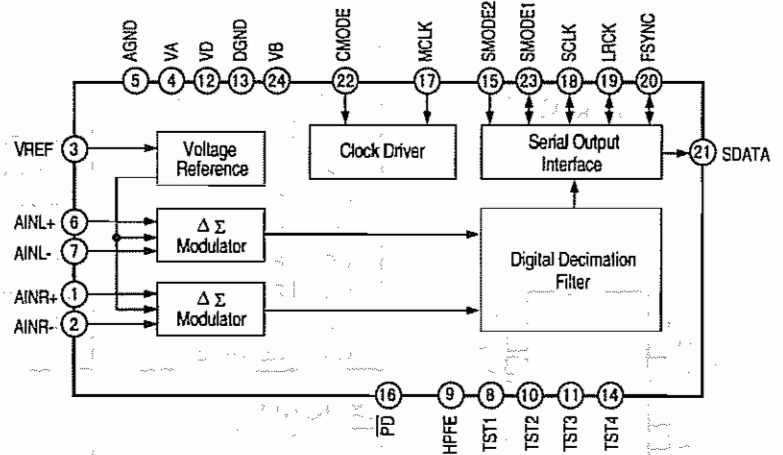 AGND
VA
VD
DGND
VB
CMODE
MCLK
SMODE2
SMODE1
SCLK
LRCK
FSYNC
5
4
12
13
24
22
17
15
23
18
19
20
VREF
3
Voltage
Reference
Clock Driver
Serial Output
Interface
21
SDATA
AINL+
6
AINL-
7
Δ Σ
Modulator
AINR+
1
AINR-
2
Δ Σ
Modulator
Digital Decimation
Filter
16
9
8
10
11
14
PD
HPFE
TST1
TST2
TST3
TST4